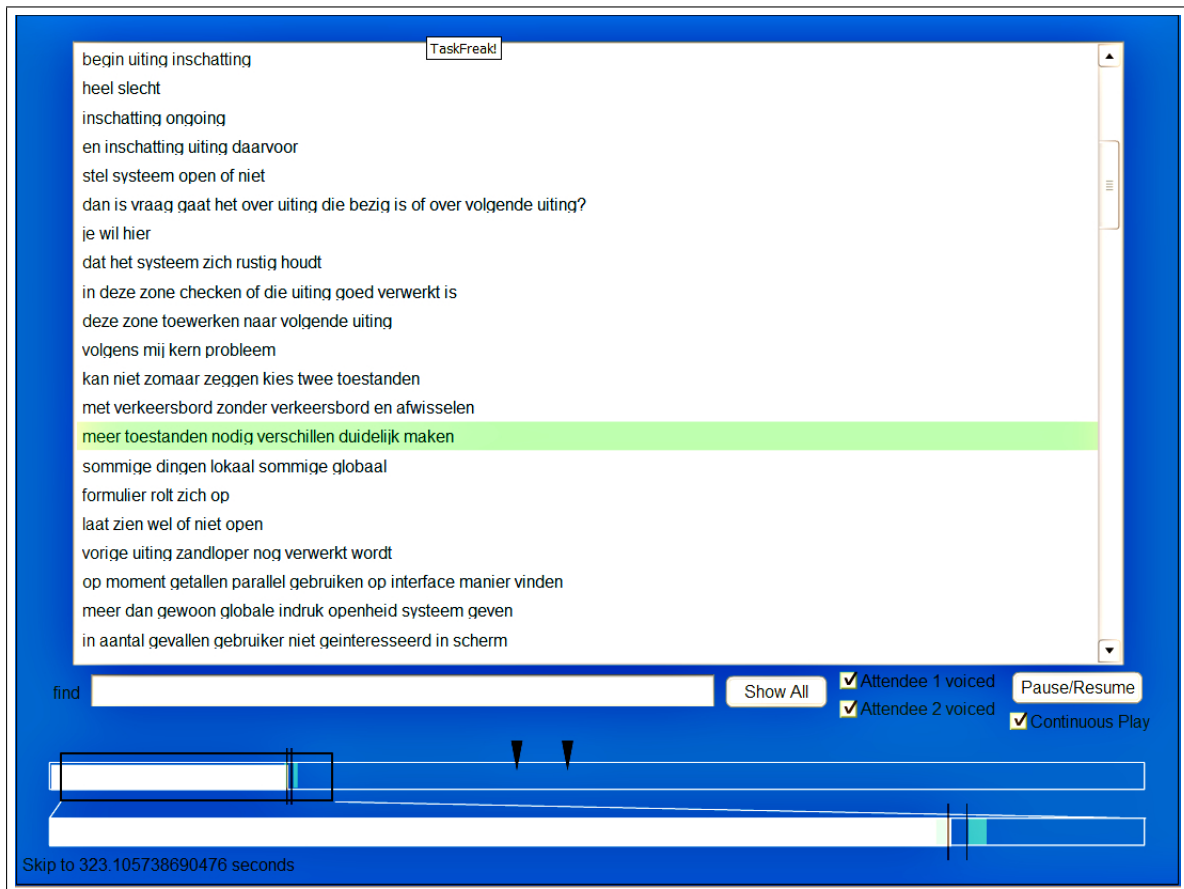 TaskFreak!
begin uiting inschatting
heel slecht
inschatting ongoing
en inschatting uiting daarvoor
stel systeem open of niet
dan is vraag gaat het over uiting die bezig is of over volgende uiting?
je wil hier
dat het systeem zich rustig houdt
in deze zone checken of die uiting goed verwerkt is
deze zone toewerken naar volgende uiting
volgens mij kern probleem
kan niet zomaar zeggen kies twee toestanden
met verkeersbord zonder verkeersbord en afwisselen
meer toestanden nodig verschillen duidelijk maken
sommige dingen lokaal sommige globaal
formulier rolt zich op
laat zien wel of niet open
vorige uiting zandloper nog verwerkt wordt
op moment getallen parallel gebruiken op interface manier vinden
meer dan gewoon globale indruk openheid systeem geven
in aantal gevallen gebruiker niet geinteresseerd in scherm
find
Show All
Attendee 1 voiced
Attendee 2 voiced
Pause/Resume
Continuous Play
Skip to 323.105738690476 seconds